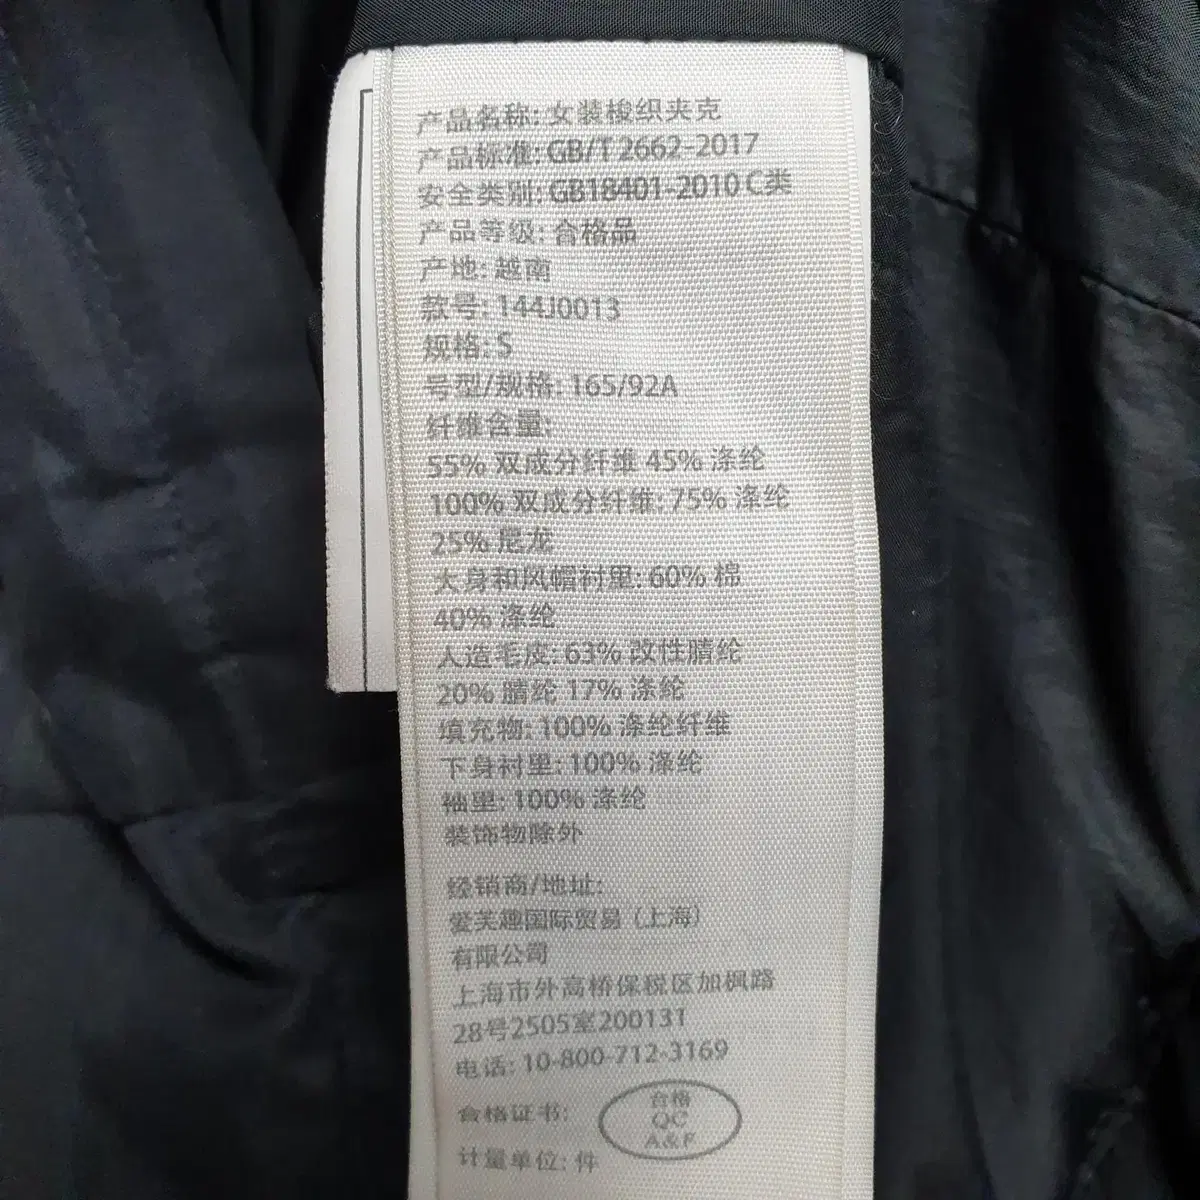 产品名称: 女装梭织夹克
产品标准: GB/T 2662-2017
安全类别: GB18401-2010 C类
产品等级: 合格品
产地: 越南
款号: 144J0013
规格: S
号型/规格: 165/92A
纤维含量:
55% 双成分纤维 45% 涤纶
100% 双成分纤维: 75% 涤纶
25% 尼龙
大身和风帽衬里: 60% 棉
40% 涤纶
人造毛皮: 63% 改性腈纶
20% 腈纶 17% 涤纶
填充物: 100% 涤纶纤维
下身衬里: 100% 涤纶
袖里: 100% 涤纶
装饰物除外
经销商/地址:
爱芙趣国际贸易 (上海)
有限公司
上海市外高桥保税区加枫路
28号2505室200131
电话: 10-800-712-3169
合格证书:
合格
QC
A&F
计量单位: 件